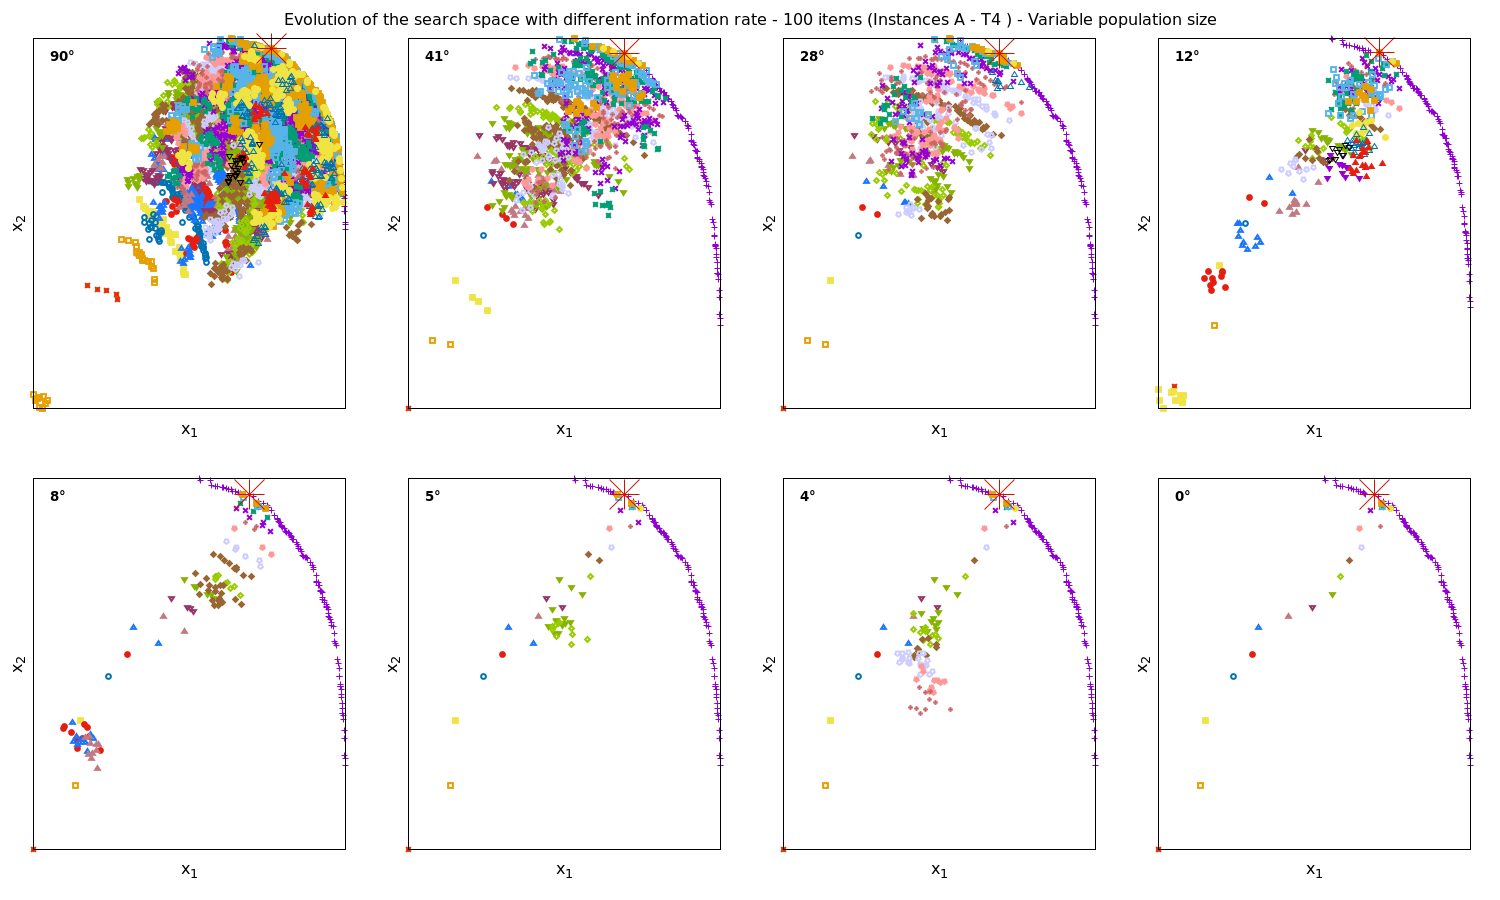 Evolution of the search space with different information rate - 100 items (Instances A - T4 ) - Variable population size
90°
41°
28°
12°
x₂
x₂
x₂
x₂
x₁
x₁
x₁
x₁
8°
5°
4°
0°
x₂
x₂
x₂
x₂
x₁
x₁
x₁
x₁